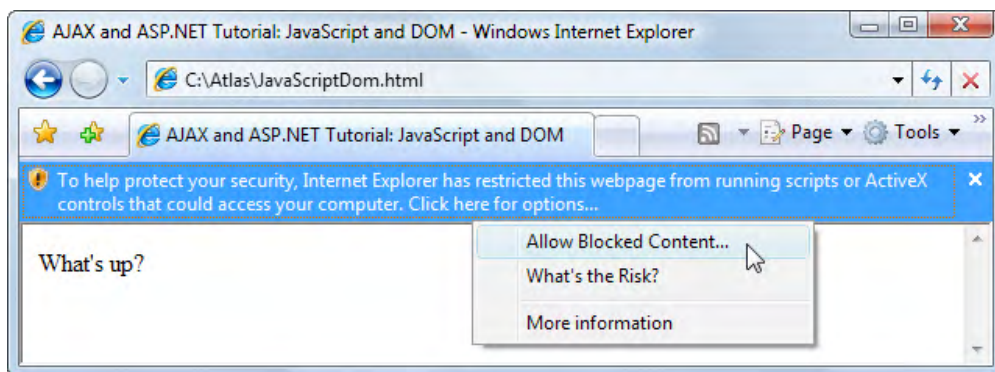 AJAX and ASP.NET Tutorial: JavaScript and DOM - Windows Internet Explorer
C:\Atlas\JavaScriptDom.html
AJAX and ASP.NET Tutorial: JavaScript and DOM
Page
Tools
To help protect your security, Internet Explorer has restricted this webpage from running scripts or ActiveX
controls that could access your computer. Click here for options...
What's up?
Allow Blocked Content...
What's the Risk?
More information